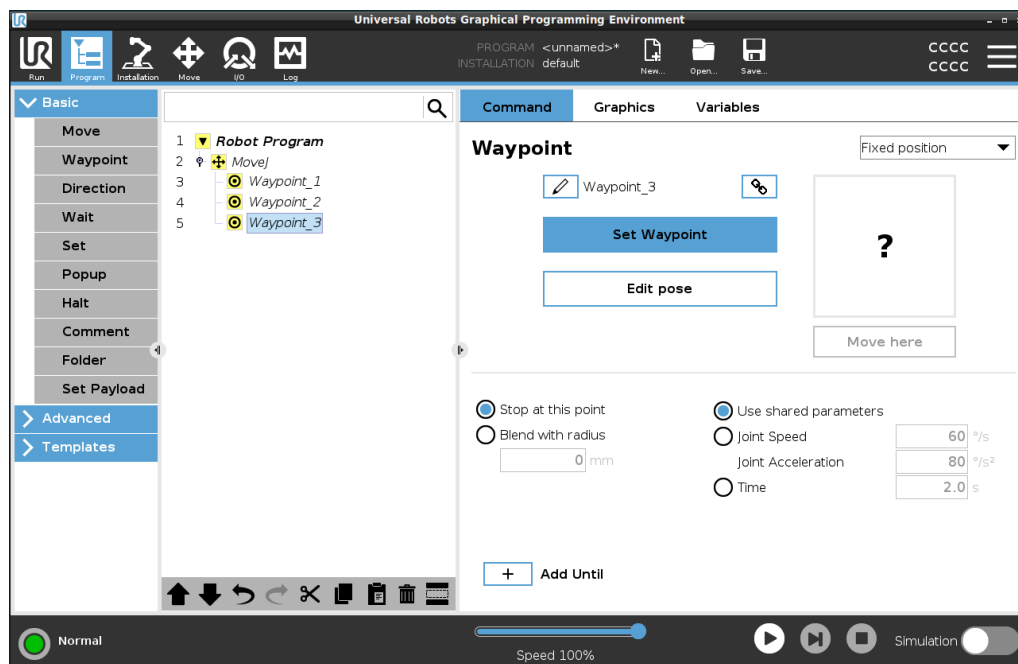 UR
Universal Robots Graphical Programming Environment
UR
Run
Program
Installation
Move
I/O
Log
PROGRAM <unnamed>*
INSTALLATION default
New...
Open...
Save...
CCCC
CCCC
Basic
Move
Waypoint
Direction
Wait
Set
Popup
Halt
Comment
Folder
Set Payload
Advanced
Templates
1 Robot Program
2 MoveJ
3 Waypoint_1
4 Waypoint_2
5 Waypoint_3
Command Graphics Variables
Waypoint
Fixed position
Waypoint_3
Set Waypoint
Edit pose
?
Move here
Stop at this point
Blend with radius
0 mm
Use shared parameters
Joint Speed 60 °/s
Joint Acceleration 80 °/s²
Time 2.0 s
+ Add Until
Normal
Speed 100%
Simulation